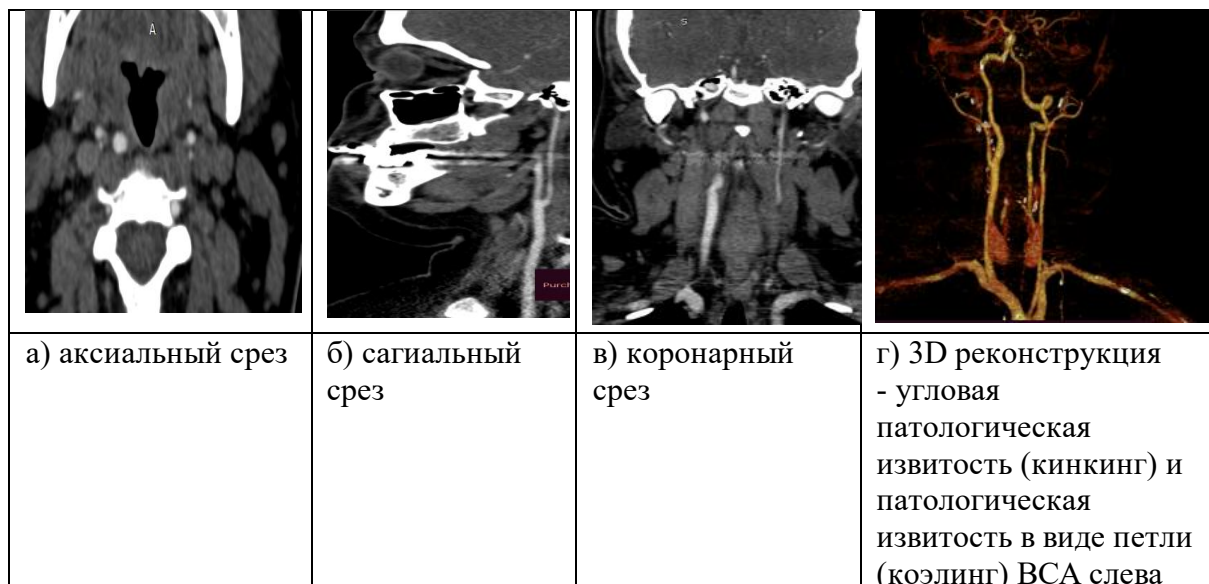 A
S
Purcl
а) аксиальный срез
б) сагиальный
срез
в) коронарный
срез
г) 3D реконструкция
- угловая
патологическая
извитость (кинкинг) и
патологическая
извитость в виде петли
(коэлинг) ВСА слева